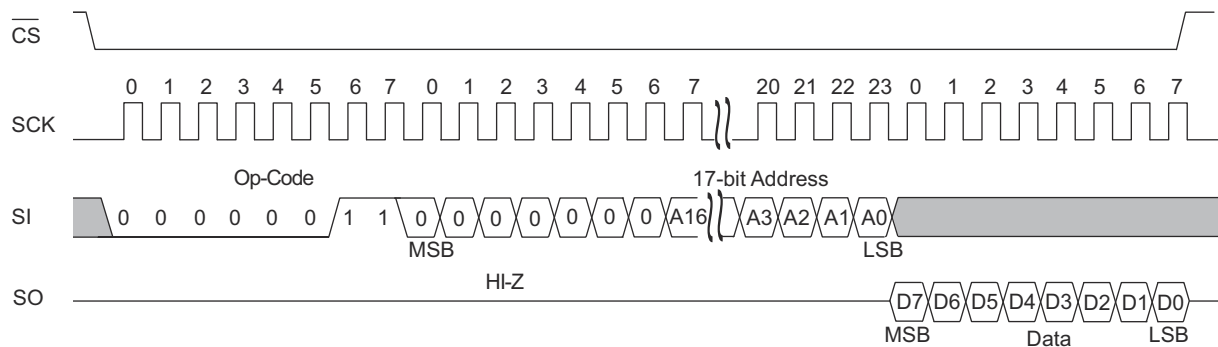 CS
0 1 2 3 4 5 6 7 0 1 2 3 4 5 6 7 20 21 22 23 0 1 2 3 4 5 6 7
SCK
Op-Code 17-bit Address
SI 0 0 0 0 0 0 1 1 0 0 0 0 0 0 0 A16 A3 A2 A1 A0
MSB LSB
HI-Z
SO D7 D6 D5 D4 D3 D2 D1 D0
MSB Data LSB